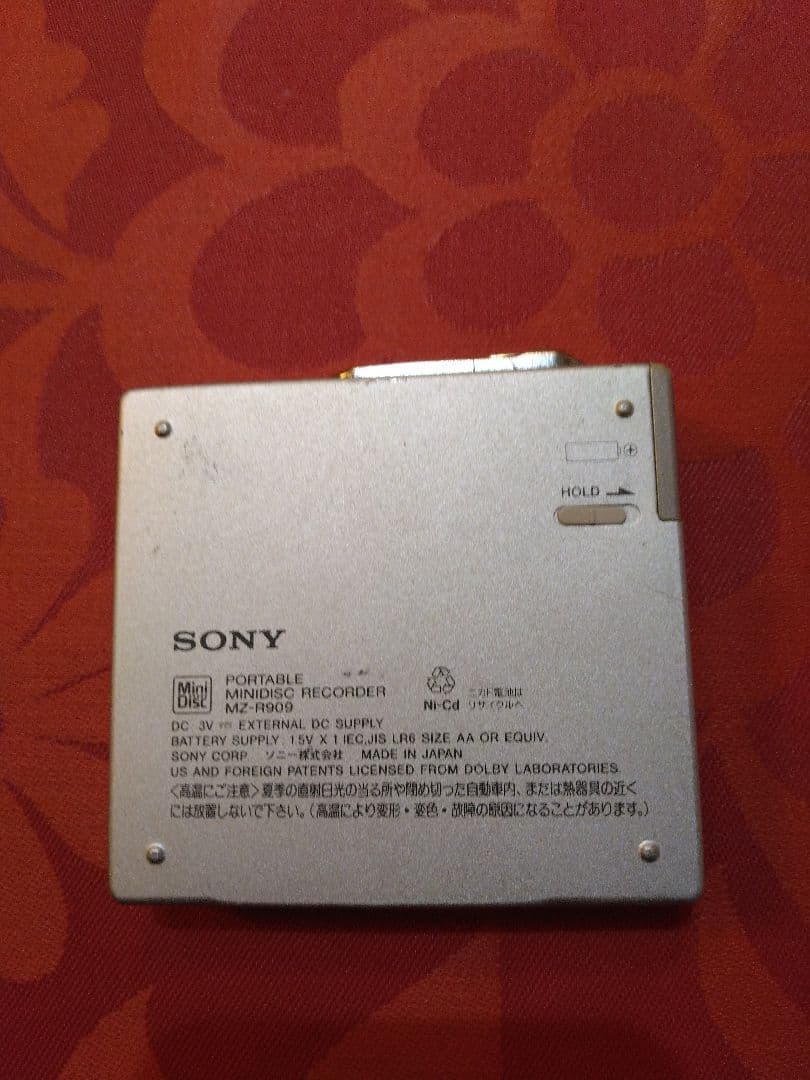 HOLD
SONY
Mini
Disc
PORTABLE
MINIDISC RECORDER
MZ-R909
Ni-Cd
ニカド電池は
リサイクルへ
DC 3V ⎓ EXTERNAL DC SUPPLY
BATTERY SUPPLY: 1.5V X 1 IEC,JIS LR6 SIZE AA OR EQUIV.
SONY CORP. ソニー株式会社 MADE IN JAPAN
US AND FOREIGN PATENTS LICENSED FROM DOLBY LABORATORIES.
〈高温にご注意〉夏季の直射日光の当る所や閉め切った自動車内、または熱器具の近く
には放置しないで下さい。(高温により変形・変色・故障の原因になることがあります。)